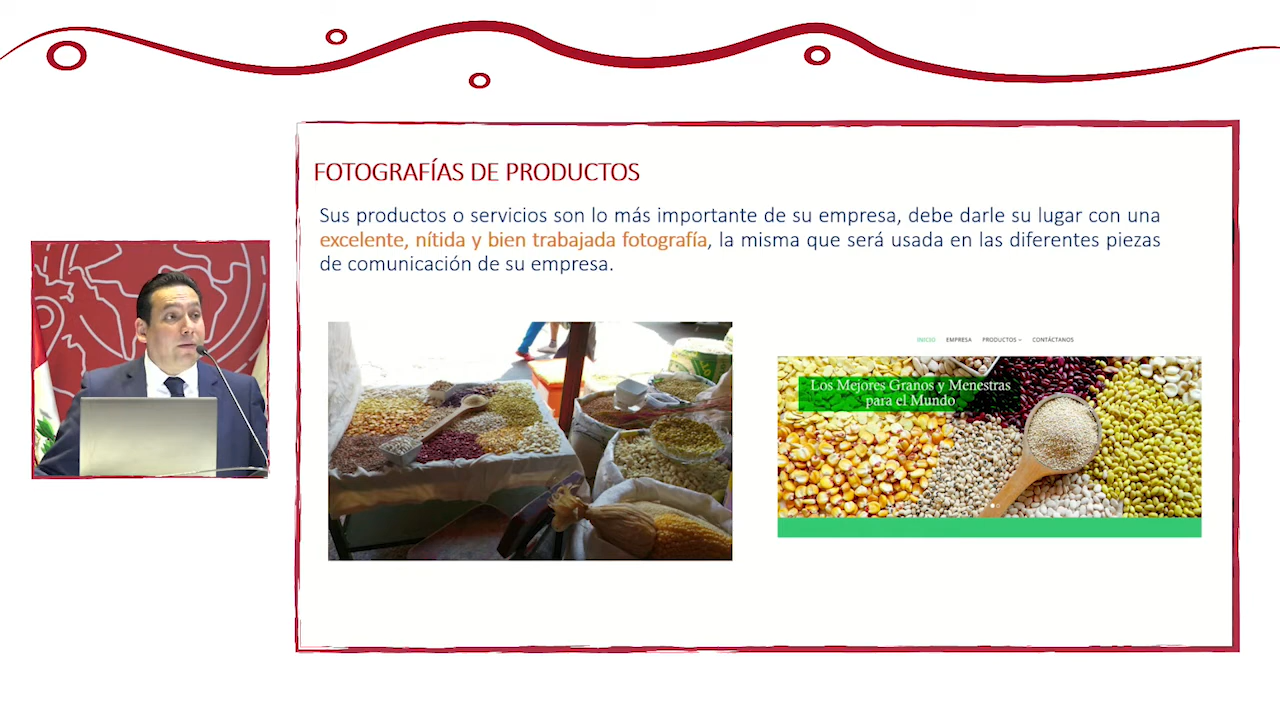 FOTOGRAFÍAS DE PRODUCTOS
Sus productos o servicios son lo más importante de su empresa, debe darle su lugar con una
excelente, nítida y bien trabajada fotografía, la misma que será usada en las diferentes piezas
de comunicación de su empresa.
INICIO EMPRESA PRODUCTOS CONTÁCTANOS
Los Mejores Granos y Menestras
para el Mundo